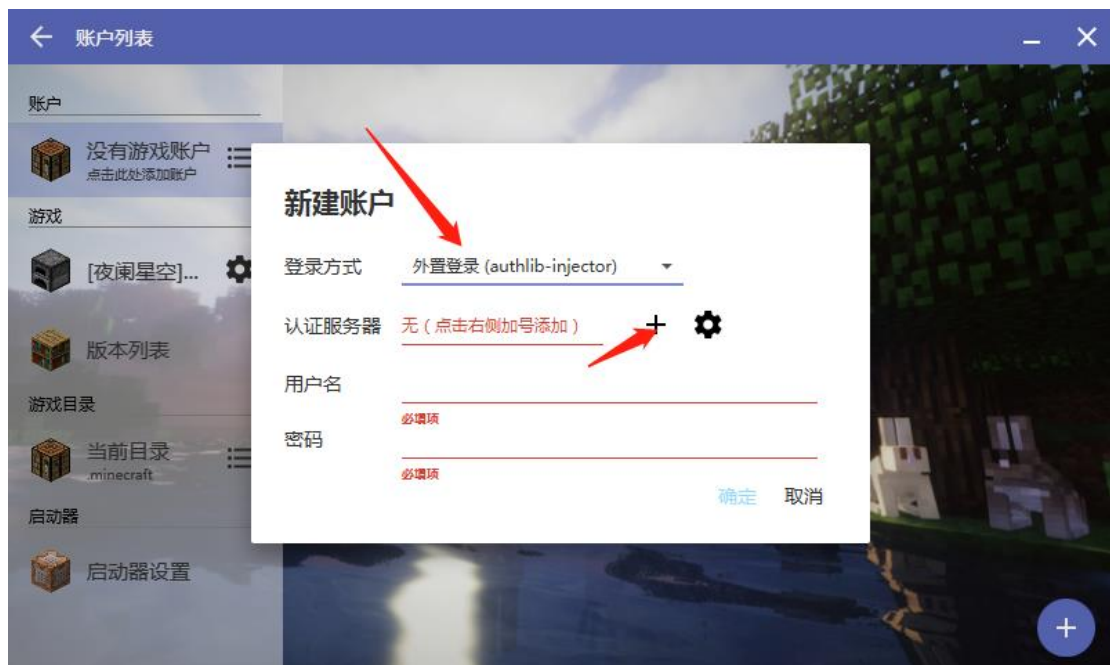 账户列表
账户
没有游戏账户
点击此处添加账户
游戏
[夜阑星空]...
版本列表
游戏目录
当前目录
.minecraft
启动器
启动器设置
新建账户
登录方式 外置登录 (authlib-injector)
认证服务器 无（点击右侧加号添加）
用户名
必填项
密码
必填项
确定 取消